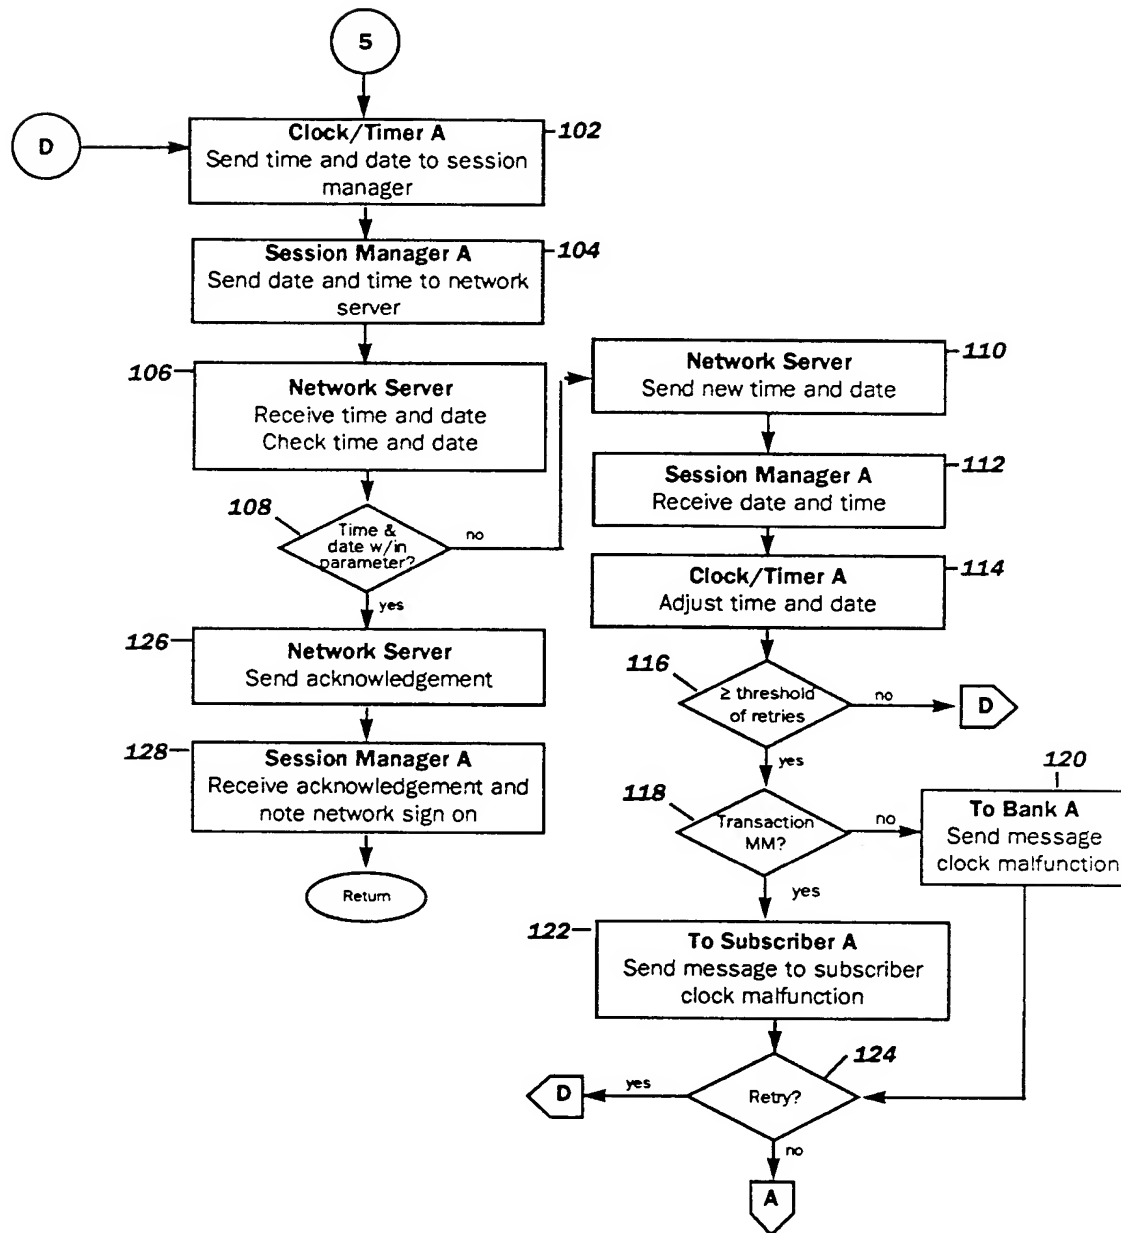 5
D
Clock/Timer A
Send time and date to session
manager
102
Session Manager A
Send date and time to network
server
104
106
Network Server
Receive time and date
Check time and date
108
Time &
date w/in
parameter?
no
yes
126
Network Server
Send acknowledgement
128
Session Manager A
Receive acknowledgement and
note network sign on
Return
Network Server
Send new time and date
110
Session Manager A
Receive date and time
112
Clock/Timer A
Adjust time and date
114
116
≥ threshold
of retries
no
D
yes
118
Transaction
MM?
no
120
To Bank A
Send message
clock malfunction
yes
122
To Subscriber A
Send message to subscriber
clock malfunction
124
Retry?
yes
D
no
A